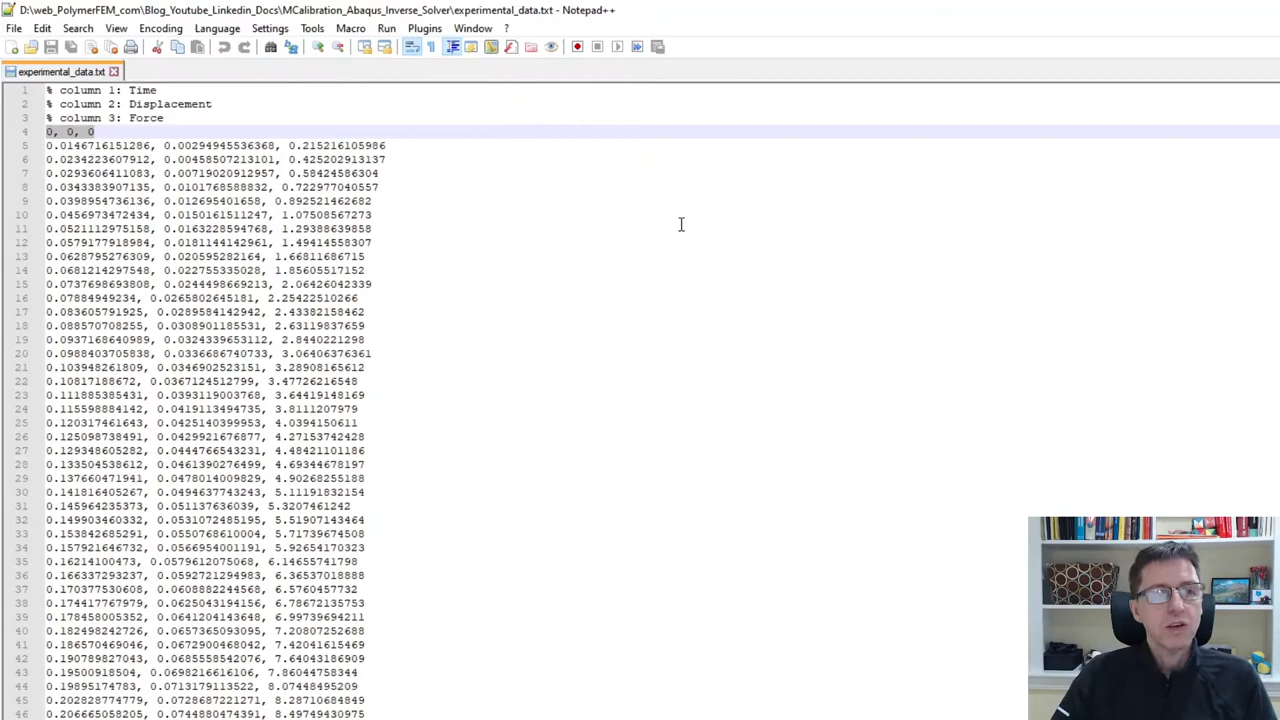 D:\web_PolymerFEM_com\Blog_Youtube_Linkedin_Docs\MCalibration_Abaqus_Inverse_Solver\experimental_data.txt - Notepad++
File Edit Search View Encoding Language Settings Tools Macro Run Plugins Window ?
experimental_data.txt
1 % column 1: Time
2 % column 2: Displacement
3 % column 3: Force
4 0, 0, 0
5 0.0146716151286, 0.00294945536368, 0.215216105986
6 0.0234223607912, 0.00458507213101, 0.425202913137
7 0.0293606411083, 0.00719020912957, 0.58424586304
8 0.0343383907135, 0.0101768588832, 0.722977040557
9 0.0398954736136, 0.012695401658, 0.892521462682
10 0.0456973472434, 0.0150161511247, 1.07508567273
11 0.0521112975158, 0.0163228594768, 1.29388639858
12 0.0579177918984, 0.0181144142961, 1.49414558307
13 0.0628795276309, 0.020595282164, 1.66811686715
14 0.0681214297548, 0.022755335028, 1.85605517152
15 0.0737698693808, 0.0244498669213, 2.06426042339
16 0.07884949234, 0.0265802645181, 2.25422510266
17 0.083605791925, 0.0289584142942, 2.43382158462
18 0.088570708255, 0.0308901185531, 2.63119837659
19 0.0937168640989, 0.0324339653112, 2.8440221298
20 0.0988403705838, 0.0336686740733, 3.06406376361
21 0.103948261809, 0.0346902523151, 3.28908165612
22 0.10817188672, 0.0367124512799, 3.47726216548
23 0.111885385431, 0.0393119003768, 3.64419148169
24 0.115598884142, 0.0419113494735, 3.8111207979
25 0.120317461643, 0.0425140399953, 4.0394150611
26 0.125098738491, 0.0429921676877, 4.27153742428
27 0.129348605282, 0.0444766543231, 4.48421101186
28 0.133504538612, 0.0461390276499, 4.69344678197
29 0.137660471941, 0.0478014009829, 4.90268255188
30 0.141816405267, 0.0494637743243, 5.11191832154
31 0.145964235373, 0.051137636039, 5.3207461242
32 0.149903460332, 0.0531072485195, 5.51907143464
33 0.153842685291, 0.0550768610004, 5.71739674508
34 0.157921646732, 0.0566954001191, 5.92654170323
35 0.16214100473, 0.0579612075068, 6.14655741798
36 0.166337293237, 0.0592721294983, 6.36537018888
37 0.170377530608, 0.0608882244568, 6.5760457732
38 0.174417767979, 0.0625043194156, 6.78672135753
39 0.178458005352, 0.0641204143648, 6.99739694211
40 0.182498242726, 0.0657365093095, 7.20807252688
41 0.186570469046, 0.0672900468042, 7.42041615469
42 0.190789827043, 0.0685558542076, 7.64043186909
43 0.19500918504, 0.0698216616106, 7.86044758344
44 0.19895174783, 0.0713179113522, 8.07448495209
45 0.202828774779, 0.0728687221271, 8.28710684849
46 0.206665058205, 0.0744880474391, 8.49749430975